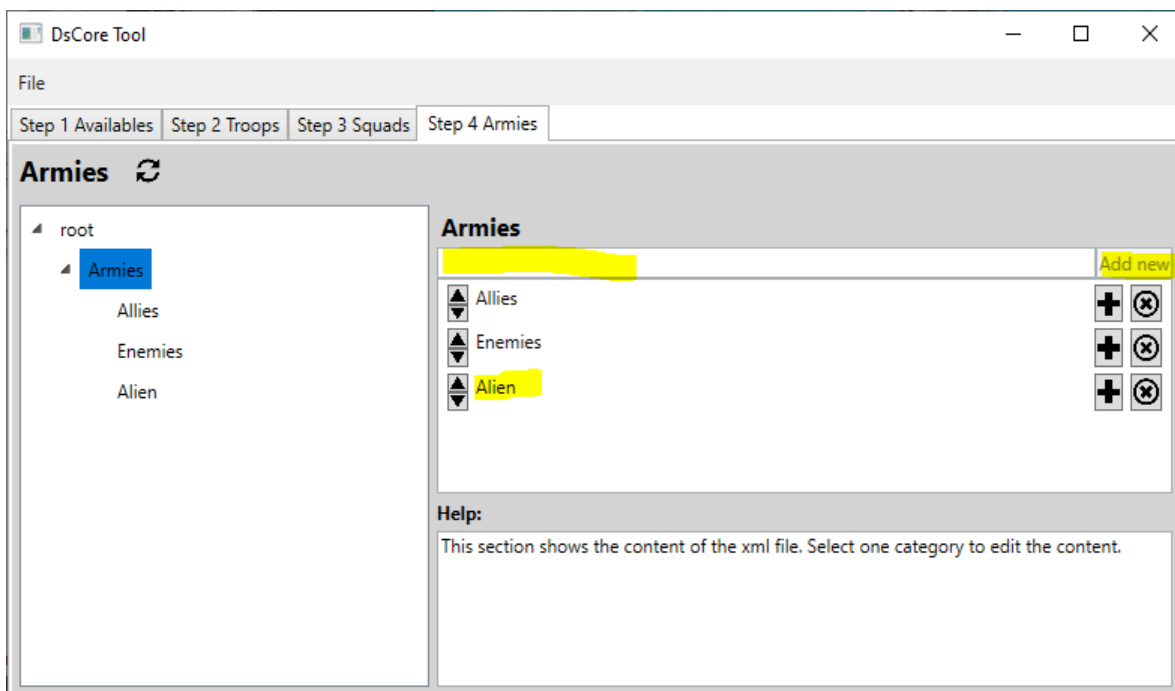 DsCore Tool
File
Step 1 Availables Step 2 Troops Step 3 Squads Step 4 Armies
Armies
root
Armies
Allies
Enemies
Alien
Armies
Add new
Allies
Enemies
Alien
Help:
This section shows the content of the xml file. Select one category to edit the content.